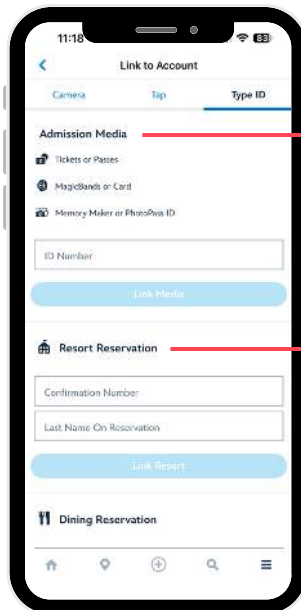 11:18
83
Link to Account
Camera Tap Type ID
Admission Media
Tickets or Passes
MagicBands or Card
Memory Maker or PhotoPass ID
ID Number
Link Media
Resort Reservation
Confirmation Number
Last Name On Reservation
Link Resort
Dining Reservation